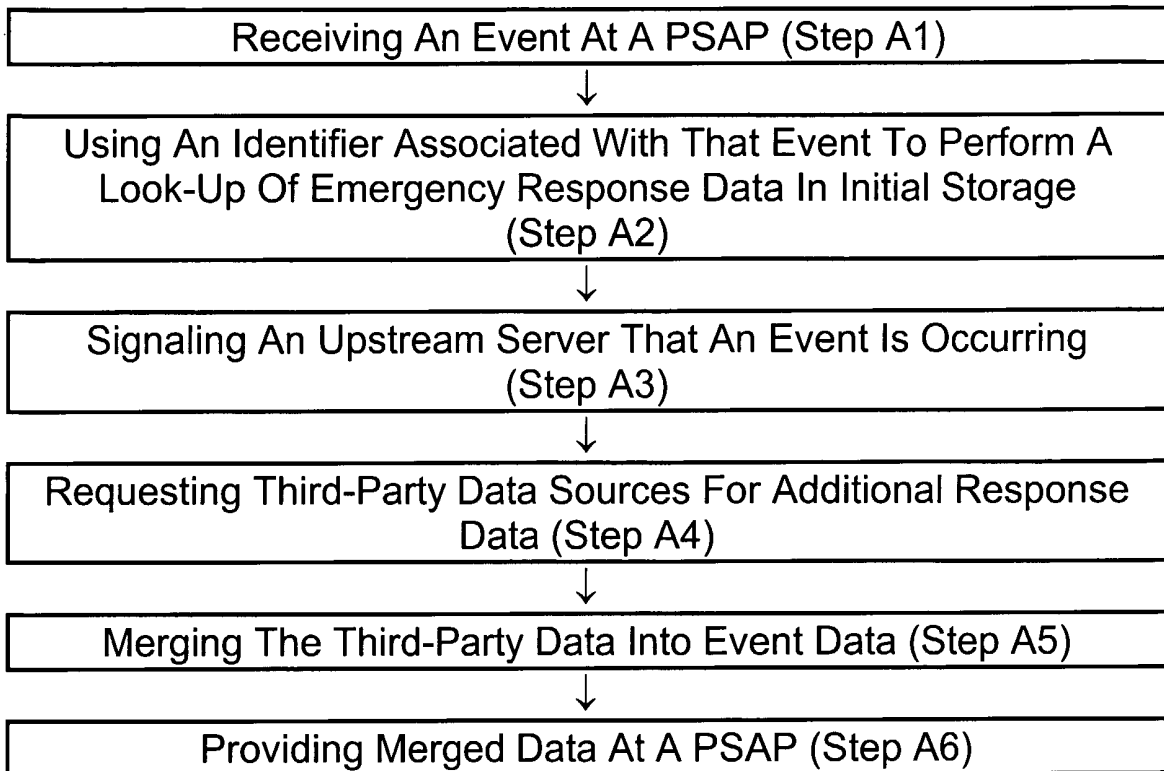 Receiving An Event At A PSAP (Step A1)
↓
Using An Identifier Associated With That Event To Perform A
Look-Up Of Emergency Response Data In Initial Storage
(Step A2)
↓
Signaling An Upstream Server That An Event Is Occurring
(Step A3)
↓
Requesting Third-Party Data Sources For Additional Response
Data (Step A4)
↓
Merging The Third-Party Data Into Event Data (Step A5)
↓
Providing Merged Data At A PSAP (Step A6)